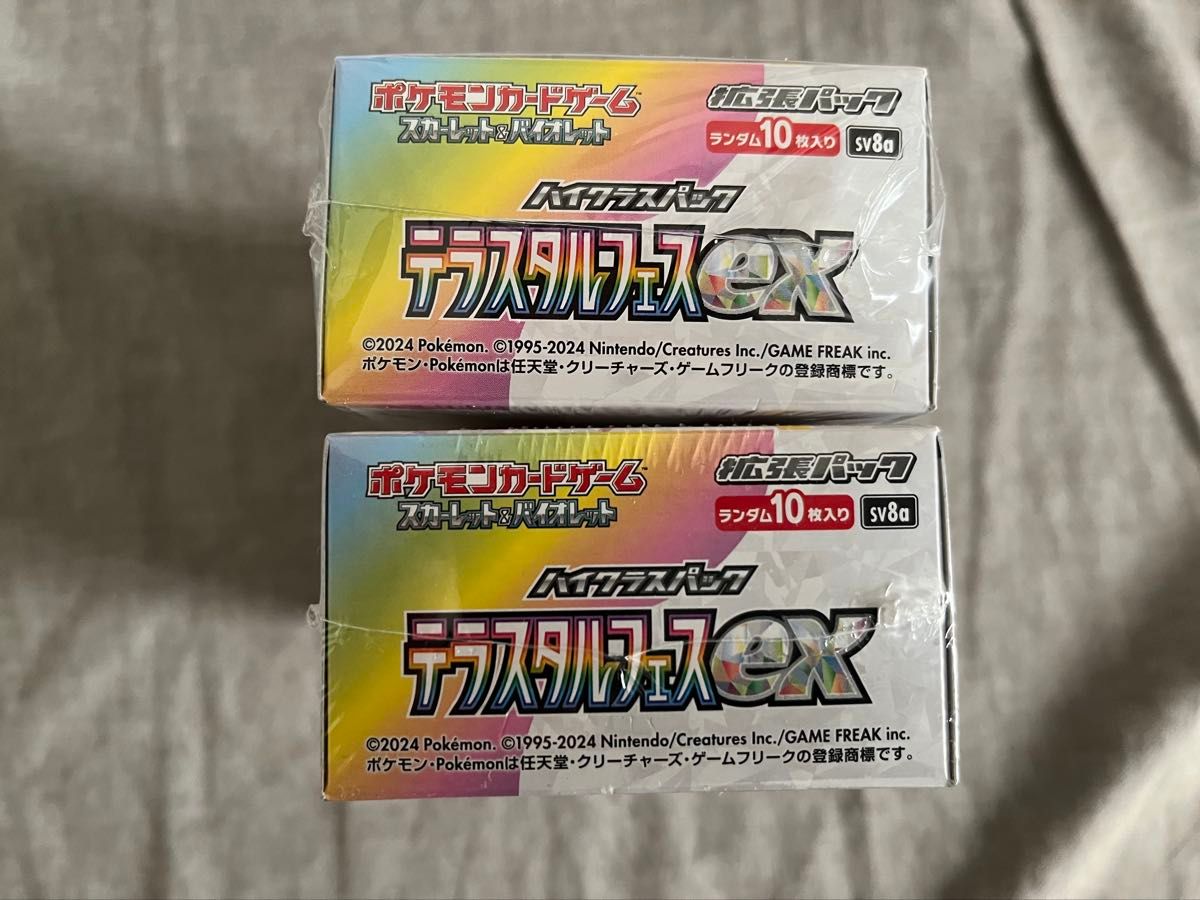 ポケモンカードゲーム™
拡張パック
スカーレット&バイオレット
ランダム10枚入り
SV8a
ハイクラスパック
テラスタルフェスex
©2024 Pokémon. ©1995-2024 Nintendo/Creatures Inc./GAME FREAK inc.
ポケモン・Pokémonは任天堂・クリーチャーズ・ゲームフリークの登録商標です。
ポケモンカードゲーム™
拡張パック
スカーレット&バイオレット
ランダム10枚入り
SV8a
ハイクラスパック
テラスタルフェスex
©2024 Pokémon. ©1995-2024 Nintendo/Creatures Inc./GAME FREAK inc.
ポケモン・Pokémonは任天堂・クリーチャーズ・ゲームフリークの登録商標です。